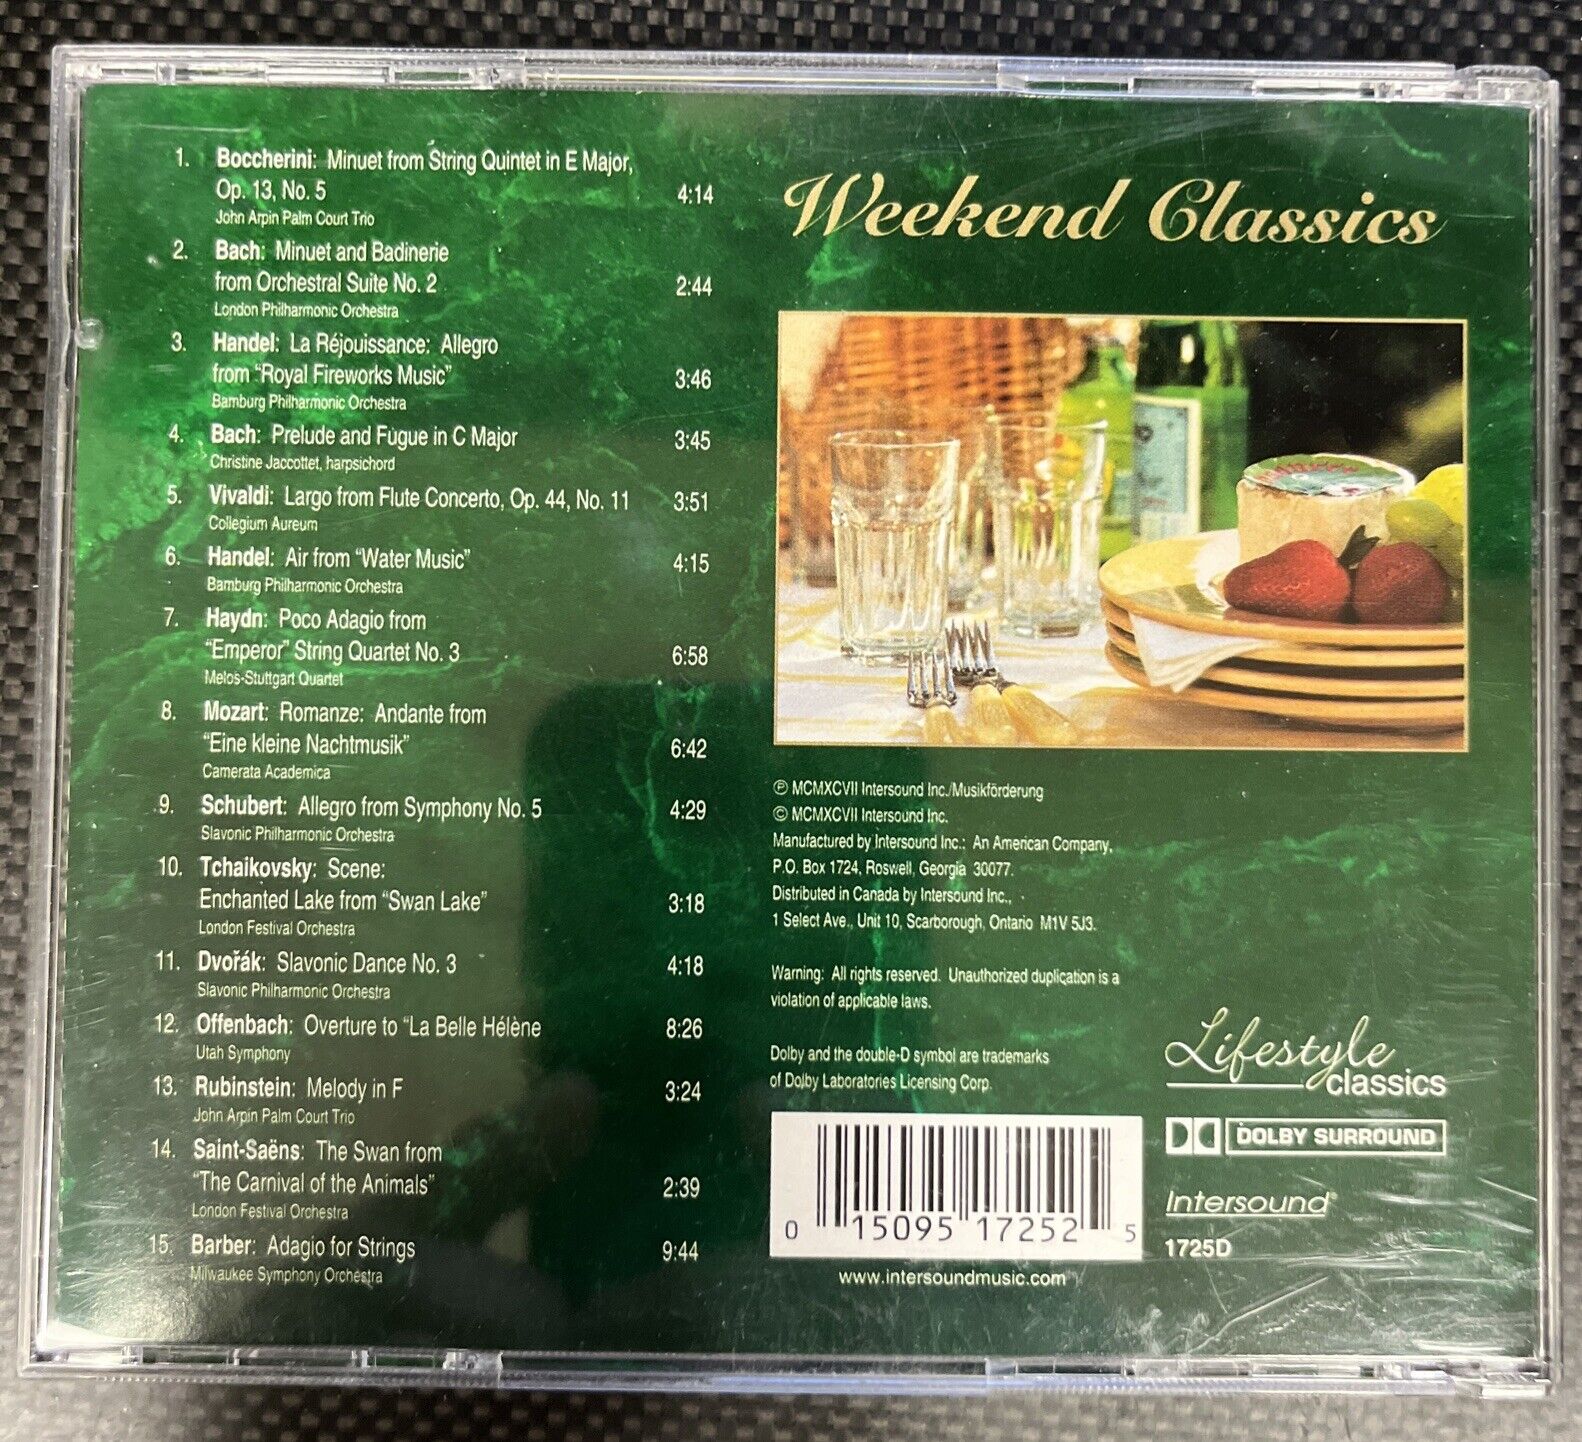 1. Boccherini: Minuet from String Quintet in E Major,
Op. 13, No. 5 4:14
John Arpin Palm Court Trio
2. Bach: Minuet and Badinerie
from Orchestral Suite No. 2 2:44
London Philharmonic Orchestra
3. Handel: La Réjouissance: Allegro
from "Royal Fireworks Music" 3:46
Bamburg Philharmonic Orchestra
4. Bach: Prelude and Fugue in C Major 3:45
Christine Jaccottet, harpsichord
5. Vivaldi: Largo from Flute Concerto, Op. 44, No. 11 3:51
Collegium Aureum
6. Handel: Air from "Water Music" 4:15
Bamburg Philharmonic Orchestra
7. Haydn: Poco Adagio from
"Emperor" String Quartet No. 3 6:58
Melos-Stuttgart Quartet
8. Mozart: Romanze: Andante from
"Eine kleine Nachtmusik" 6:42
Camerata Academica
9. Schubert: Allegro from Symphony No. 5 4:29
Slavonic Philharmonic Orchestra
10. Tchaikovsky: Scene:
Enchanted Lake from "Swan Lake" 3:18
London Festival Orchestra
11. Dvořák: Slavonic Dance No. 3 4:18
Slavonic Philharmonic Orchestra
12. Offenbach: Overture to "La Belle Hélène 8:26
Utah Symphony
13. Rubinstein: Melody in F 3:24
John Arpin Palm Court Trio
14. Saint-Saëns: The Swan from
"The Carnival of the Animals" 2:39
London Festival Orchestra
15. Barber: Adagio for Strings 9:44
Milwaukee Symphony Orchestra
Weekend Classics
℗ MCMXCVII Intersound Inc./Musikförderung
© MCMXCVII Intersound Inc.
Manufactured by Intersound Inc.: An American Company,
P.O. Box 1724, Roswell, Georgia 30077.
Distributed in Canada by Intersound Inc.,
1 Select Ave., Unit 10, Scarborough, Ontario M1V 5J3.
Warning: All rights reserved. Unauthorized duplication is a
violation of applicable laws.
Dolby and the double-D symbol are trademarks
of Dolby Laboratories Licensing Corp.
Lifestyle
classics
DOLBY SURROUND
Intersound®
1725D
0 15095 17252 5
www.intersoundmusic.com